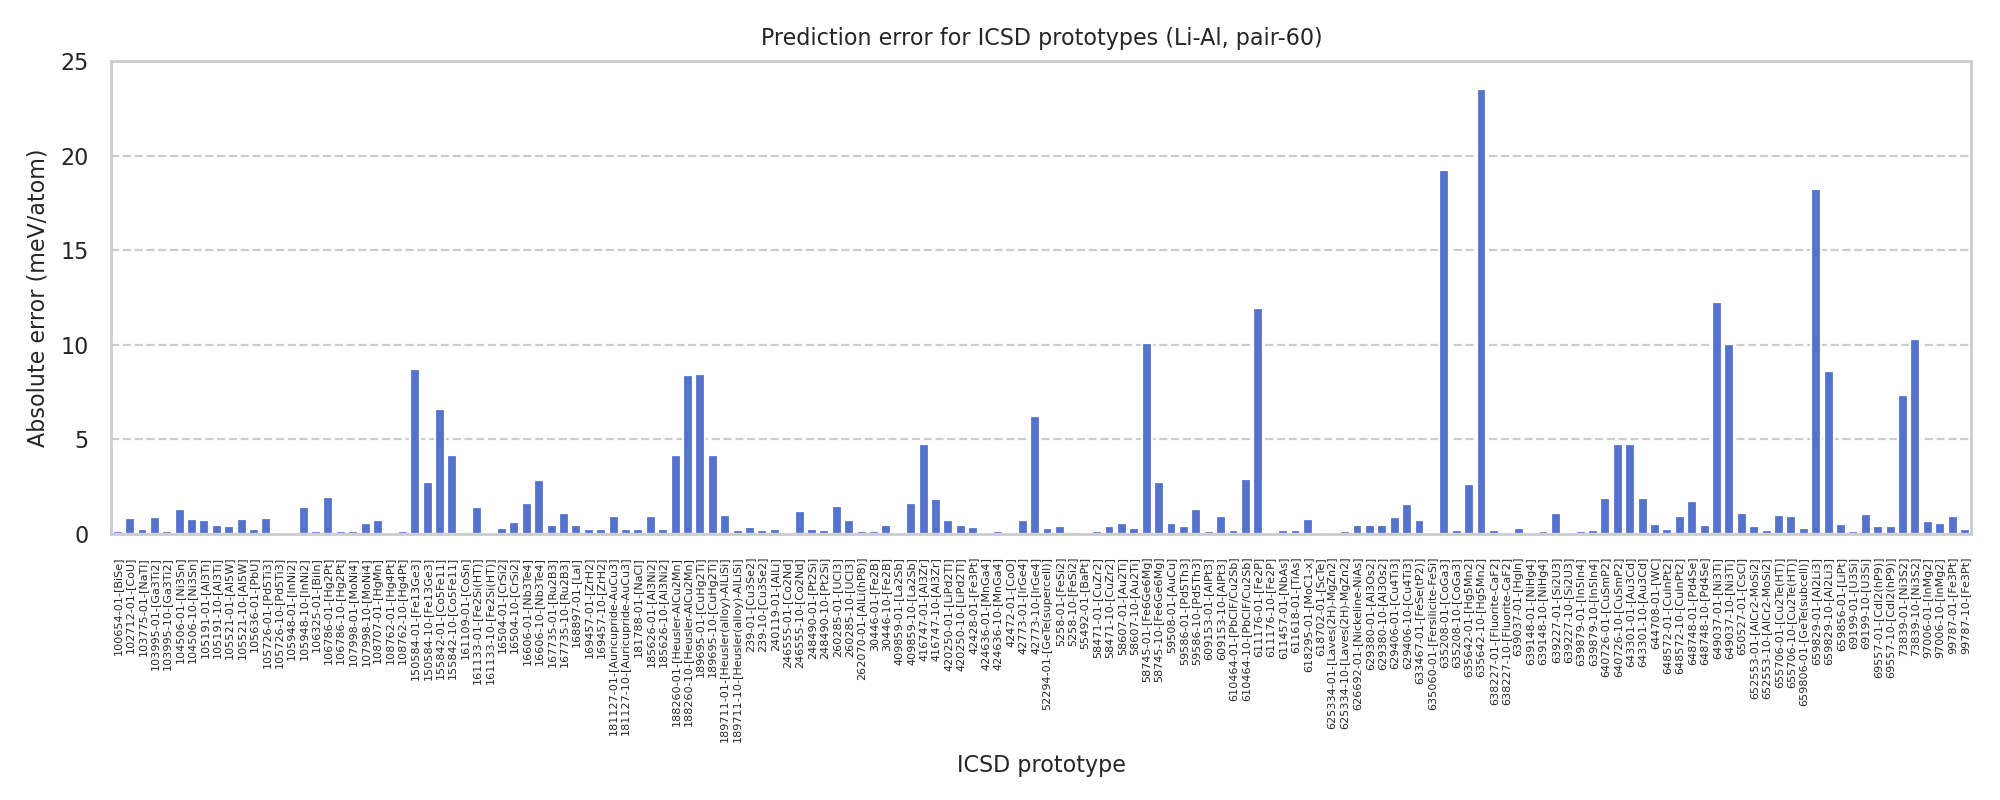 Prediction error for ICSD prototypes (Li-Al, pair-60)
Absolute error (meV/atom)
25
20
15
10
5
0
100654-01-[BiSe]
102712-01-[CoU]
103775-01-[NaTl]
103995-01-[Ga3Ti2]
103995-10-[Ga3Ti2]
104506-01-[Ni3Sn]
104506-10-[Ni3Sn]
105191-01-[Al3Ti]
105191-10-[Al3Ti]
105521-01-[Al5W]
105521-10-[Al5W]
105636-01-[PbU]
105726-01-[Pd5Ti3]
105726-10-[Pd5Ti3]
105948-01-[InNi2]
105948-10-[InNi2]
106325-01-[BiIn]
106786-01-[Hg2Pt]
106786-10-[Hg2Pt]
107998-01-[MoNi4]
107998-10-[MoNi4]
108707-01-[HgMn]
108762-01-[Hg4Pt]
108762-10-[Hg4Pt]
150584-01-[Fe13Ge3]
150584-10-[Fe13Ge3]
155842-01-[Co5Fe11]
155842-10-[Co5Fe11]
161109-01-[CoSn]
161133-01-[Fe2Si(HT)]
161133-10-[Fe2Si(HT)]
16504-01-[CrSi2]
16504-10-[CrSi2]
16606-01-[Nb3Te4]
16606-10-[Nb3Te4]
167735-01-[Ru2B3]
167735-10-[Ru2B3]
168897-01-[LaI]
169457-01-[ZrH2]
169457-10-[ZrH2]
181127-01-[Auricupride-AuCu3]
181127-10-[Auricupride-AuCu3]
181788-01-[NaCl]
185626-01-[Al3Ni2]
185626-10-[Al3Ni2]
188260-01-[Heusler-AlCu2Mn]
188260-10-[Heusler-AlCu2Mn]
189695-01-[CuHg2Ti]
189695-10-[CuHg2Ti]
189711-01-[Heusler(alloy)-AlLiSi]
189711-10-[Heusler(alloy)-AlLiSi]
239-01-[Cu3Se2]
239-10-[Cu3Se2]
240119-01-[AlLi]
246555-01-[Co2Nd]
246555-10-[Co2Nd]
248490-01-[Pt2Si]
248490-10-[Pt2Si]
260285-01-[UCl3]
260285-10-[UCl3]
262070-01-[AlLi(hP8)]
30446-01-[Fe2B]
30446-10-[Fe2B]
409859-01-[La2Sb]
409859-10-[La2Sb]
416747-01-[Al3Zr]
416747-10-[Al3Zr]
420250-01-[LiPd2Tl]
420250-10-[LiPd2Tl]
42428-01-[Fe3Pt]
424636-01-[MnGa4]
424636-10-[MnGa4]
42472-01-[CoO]
42773-01-[IrGe4]
42773-10-[IrGe4]
52294-01-[GeTe(supercell)]
5258-01-[FeSi2]
5258-10-[FeSi2]
55492-01-[BaPt]
58471-01-[CuZr2]
58471-10-[CuZr2]
58607-01-[Au2Ti]
58607-10-[Au2Ti]
58745-01-[Fe6Ge6Mg]
58745-10-[Fe6Ge6Mg]
59508-01-[AuCu]
59586-01-[Pd5Th3]
59586-10-[Pd5Th3]
609153-01-[AlPt3]
609153-10-[AlPt3]
610464-01-[PbClF/Cu2Sb]
610464-10-[PbClF/Cu2Sb]
611176-01-[Fe2P]
611176-10-[Fe2P]
611457-01-[NbAs]
611618-01-[TiAs]
618295-01-[MoC1-x]
618702-01-[ScTe]
625334-01-[Laves(2H)-MgZn2]
625334-10-[Laves(2H)-MgZn2]
626692-01-[Nickeline-NiAs]
629380-01-[Al3Os2]
629380-10-[Al3Os2]
629406-01-[Cu4Ti3]
629406-10-[Cu4Ti3]
633467-01-[FeSe(tP2)]
635060-01-[Fersilicite-FeSi]
635208-01-[CoGa3]
635208-10-[CoGa3]
635642-01-[Hg5Mn2]
635642-10-[Hg5Mn2]
638227-01-[Fluorite-CaF2]
638227-10-[Fluorite-CaF2]
639037-01-[HgIn]
639148-01-[NiHg4]
639148-10-[NiHg4]
639227-01-[Si2U3]
639227-10-[Si2U3]
639879-01-[In5In4]
639879-10-[In5In4]
640726-01-[CuSmP2]
640726-10-[CuSmP2]
643301-01-[Au3Cd]
643301-10-[Au3Cd]
644708-01-[WC]
648572-01-[CuInPt2]
648572-10-[CuInPt2]
648748-01-[Pd4Se]
648748-10-[Pd4Se]
649037-01-[Ni3Ti]
649037-10-[Ni3Ti]
650527-01-[CsCl]
652553-01-[AlCr2-MoSi2]
652553-10-[AlCr2-MoSi2]
655706-01-[Cu2Te(HT)]
655706-10-[Cu2Te(HT)]
659806-01-[GeTe(subcell)]
659829-01-[Al2Li3]
659829-10-[Al2Li3]
659856-01-[LiPt]
69199-01-[U3Si]
69199-10-[U3Si]
69557-01-[CdI2(hP9)]
69557-10-[CdI2(hP9)]
73839-01-[Ni3S2]
73839-10-[Ni3S2]
97006-01-[InMg2]
97006-10-[InMg2]
99787-01-[Fe3Pt]
99787-10-[Fe3Pt]
ICSD prototype